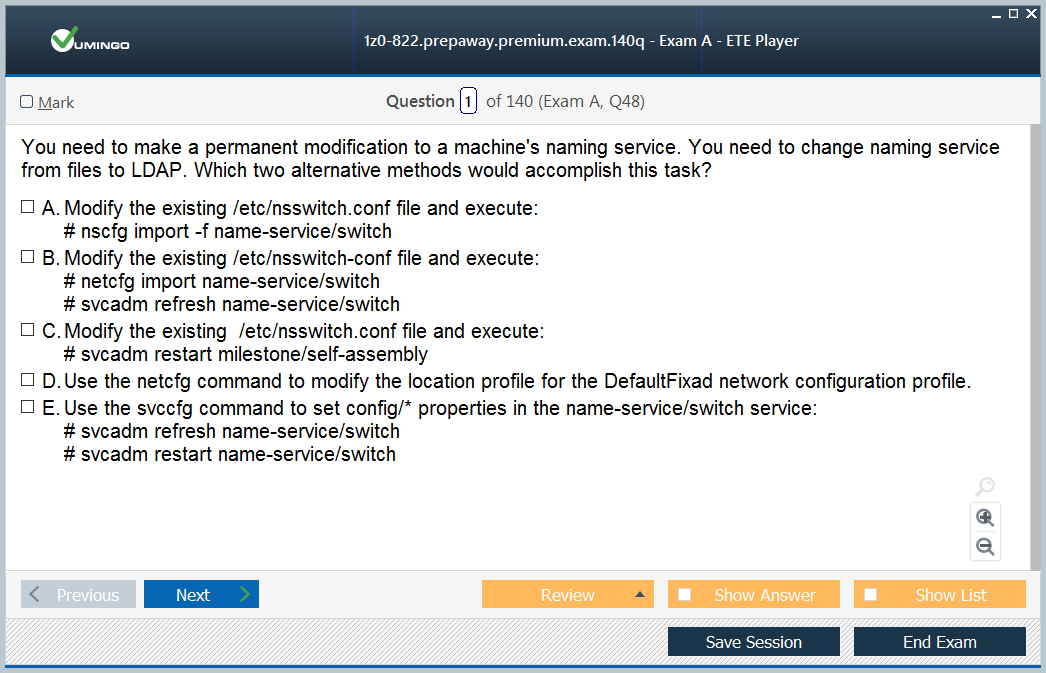 VUMINGO
1z0-822.prepaway.premium.exam.140q - Exam A - ETE Player
Mark
Question 1 of 140 (Exam A, Q48)
You need to make a permanent modification to a machine's naming service. You need to change naming service
from files to LDAP. Which two alternative methods would accomplish this task?
A. Modify the existing /etc/nsswitch.conf file and execute:
# nscfg import -f name-service/switch
B. Modify the existing /etc/nsswitch-conf file and execute:
# netcfg import name-service/switch
# svcadm refresh name-service/switch
C. Modify the existing /etc/nsswitch.conf file and execute:
# svcadm restart milestone/self-assembly
D. Use the netcfg command to modify the location profile for the DefaultFixad network configuration profile.
E. Use the svccfg command to set config/* properties in the name-service/switch service:
# svcadm refresh name-service/switch
# svcadm restart name-service/switch
Previous
Next
Review
Show Answer
Show List
Save Session
End Exam